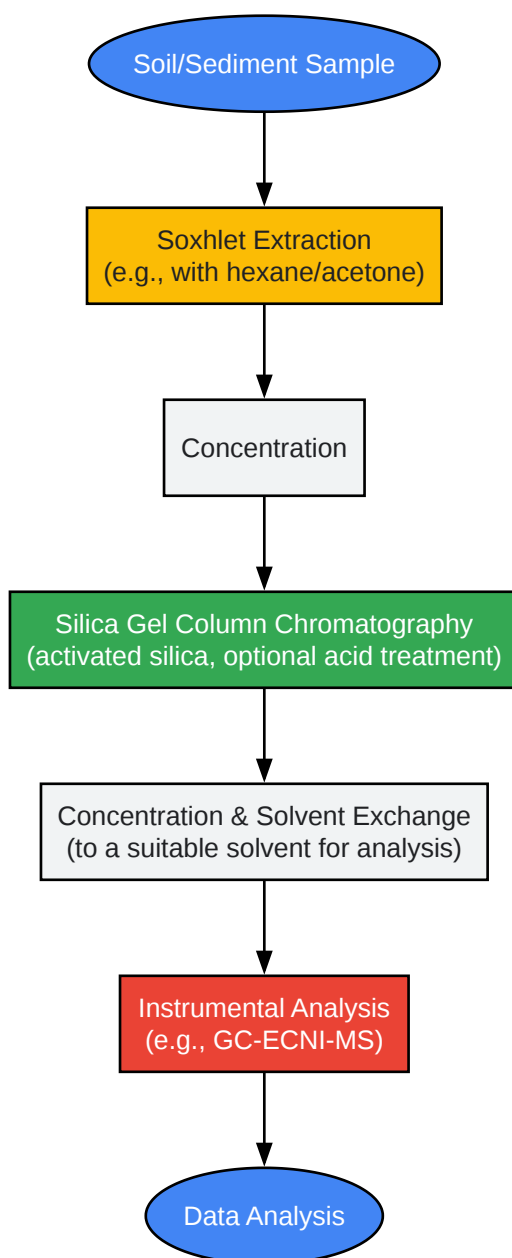 Soil/Sediment Sample
Soxhlet Extraction
(e.g., with hexane/acetone)
Concentration
Silica Gel Column Chromatography
(activated silica, optional acid treatment)
Concentration & Solvent Exchange
(to a suitable solvent for analysis)
Instrumental Analysis
(e.g., GC-ECNI-MS)
Data Analysis